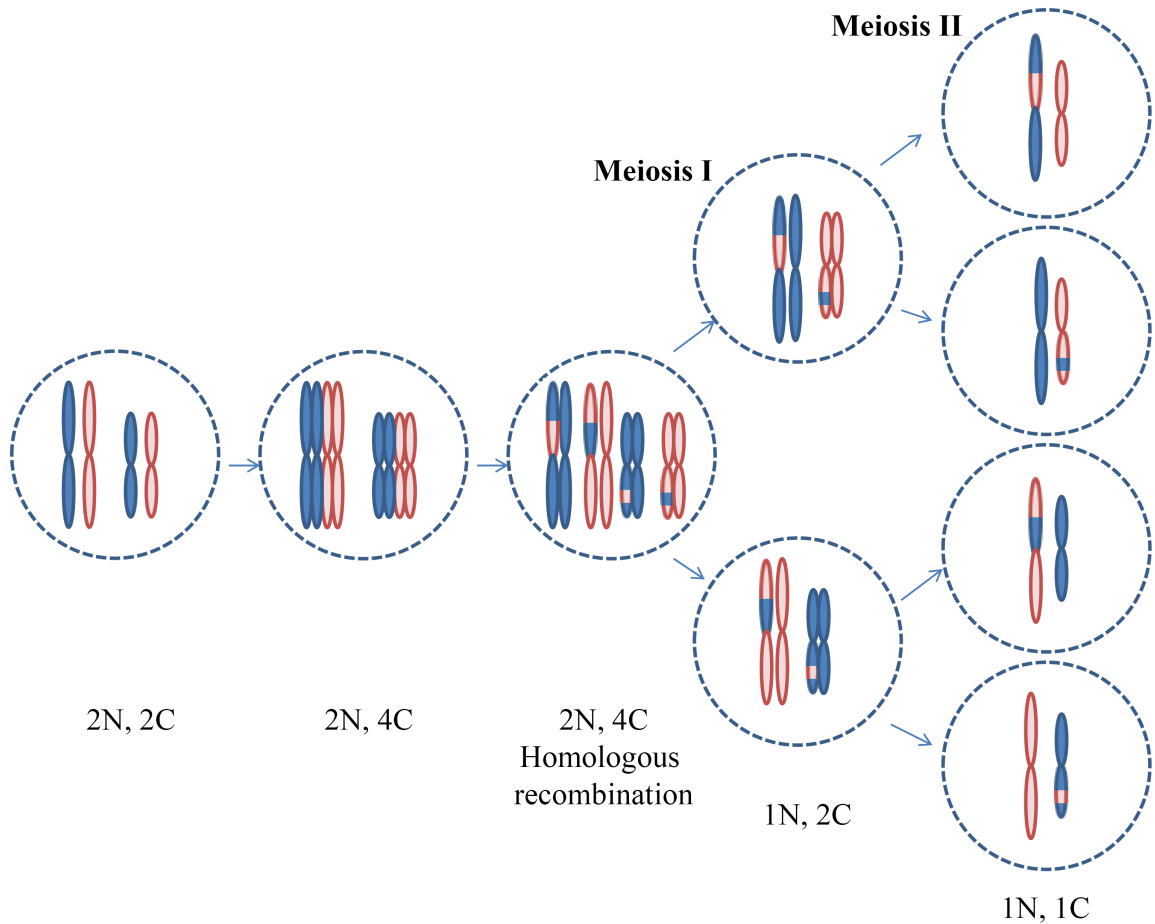 Meiosis II
Meiosis I
2N, 2C
2N, 4C
2N, 4C
Homologous
recombination
1N, 2C
1N, 1C